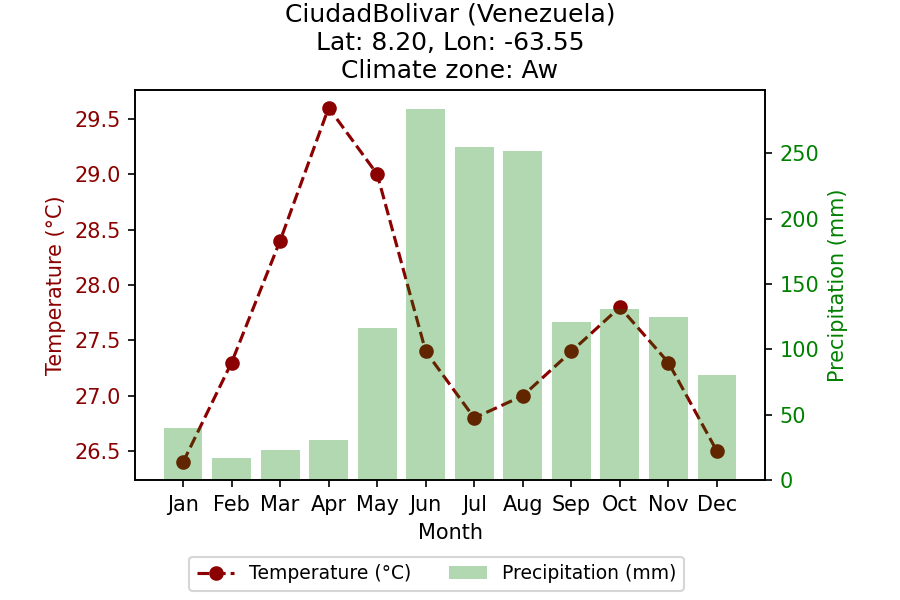 CiudadBolivar (Venezuela)
Lat: 8.20, Lon: -63.55
Climate zone: Aw
Temperature (°C)
29.5
29.0
28.5
28.0
27.5
27.0
26.5
250
200
150
100
50
0
Precipitation (mm)
Jan Feb Mar Apr May Jun Jul Aug Sep Oct Nov Dec
Month
Temperature (°C) Precipitation (mm)